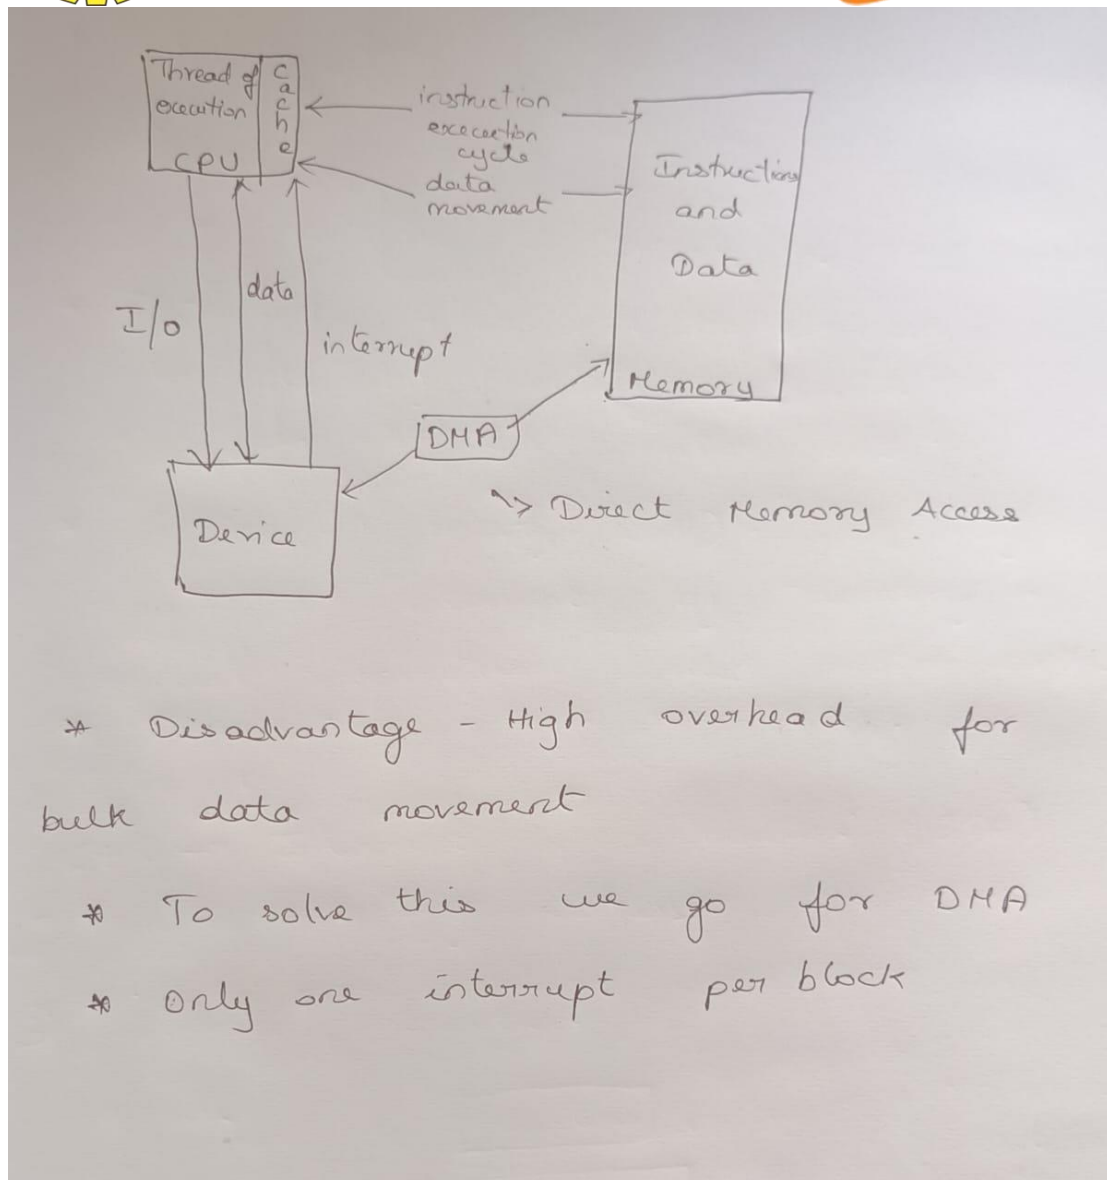 Thread of
execution
CPU
Cache
instruction
execution
cycle
data
movement
Instructions
and
Data
Memory
I/o
data
interrupt
DMA
Device
Direct Memory Access
* Disadvantage - High overhead for
bulk data movement
* To solve this we go for DMA
* Only one interrupt per block